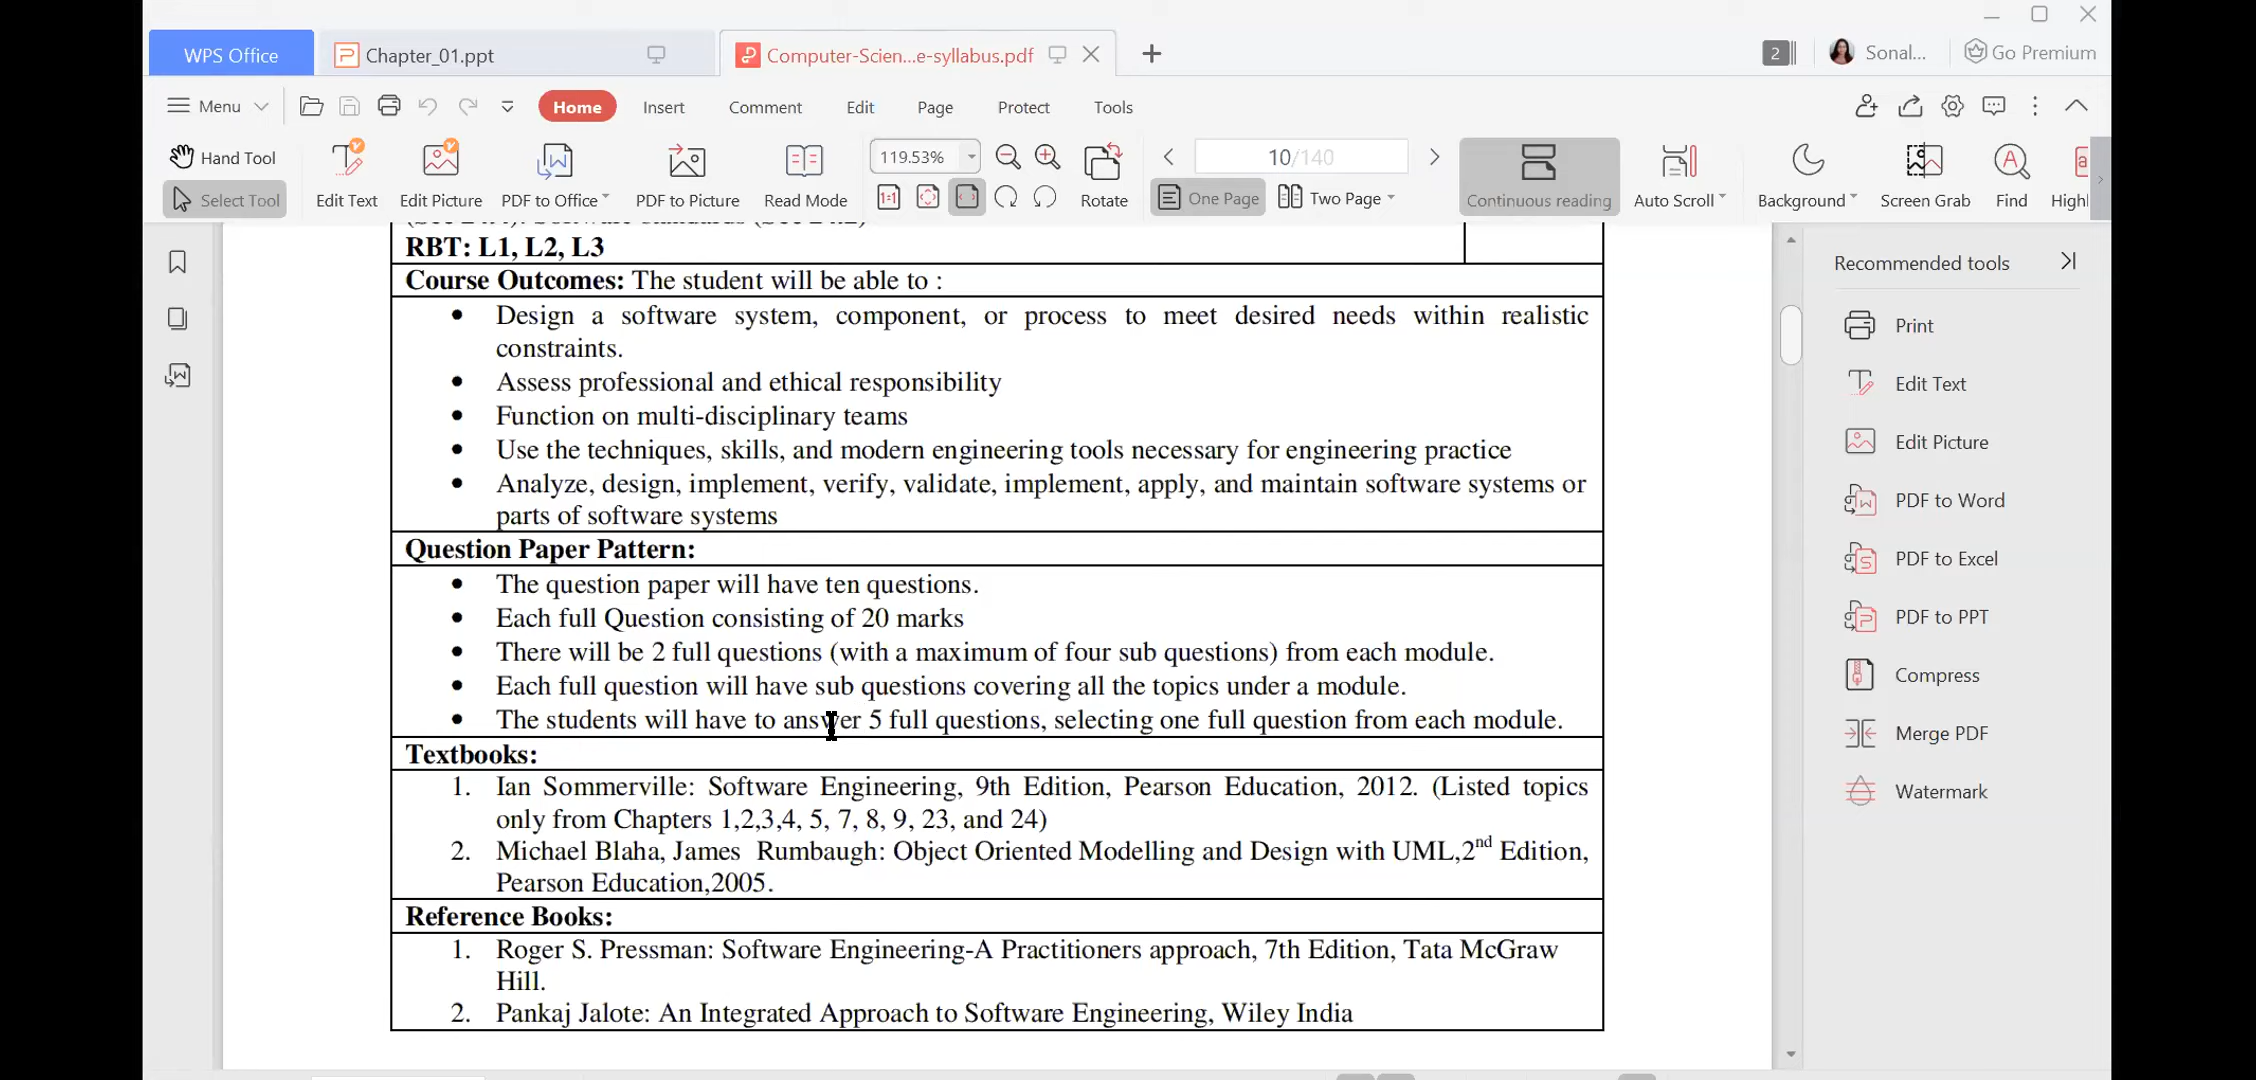 WPS Office
Chapter_01.ppt
Computer-Scien...e-syllabus.pdf
2
Sonal...
Go Premium
Menu
Home
Insert
Comment
Edit
Page
Protect
Tools
Hand Tool
Select Tool
Edit Text
Edit Picture
PDF to Office
PDF to Picture
Read Mode
119.53%
1:1
Rotate
10/140
One Page
Two Page
Continuous reading
Auto Scroll
Background
Screen Grab
Find
Highl
RBT: L1, L2, L3
Course Outcomes: The student will be able to :
• Design a software system, component, or process to meet desired needs within realistic
constraints.
• Assess professional and ethical responsibility
• Function on multi-disciplinary teams
• Use the techniques, skills, and modern engineering tools necessary for engineering practice
• Analyze, design, implement, verify, validate, implement, apply, and maintain software systems or
parts of software systems
Question Paper Pattern:
• The question paper will have ten questions.
• Each full Question consisting of 20 marks
• There will be 2 full questions (with a maximum of four sub questions) from each module.
• Each full question will have sub questions covering all the topics under a module.
• The students will have to answer 5 full questions, selecting one full question from each module.
Textbooks:
1. Ian Sommerville: Software Engineering, 9th Edition, Pearson Education, 2012. (Listed topics
only from Chapters 1,2,3,4, 5, 7, 8, 9, 23, and 24)
2. Michael Blaha, James Rumbaugh: Object Oriented Modelling and Design with UML,2nd Edition,
Pearson Education,2005.
Reference Books:
1. Roger S. Pressman: Software Engineering-A Practitioners approach, 7th Edition, Tata McGraw
Hill.
2. Pankaj Jalote: An Integrated Approach to Software Engineering, Wiley India
Recommended tools
Print
Edit Text
Edit Picture
PDF to Word
PDF to Excel
PDF to PPT
Compress
Merge PDF
Watermark